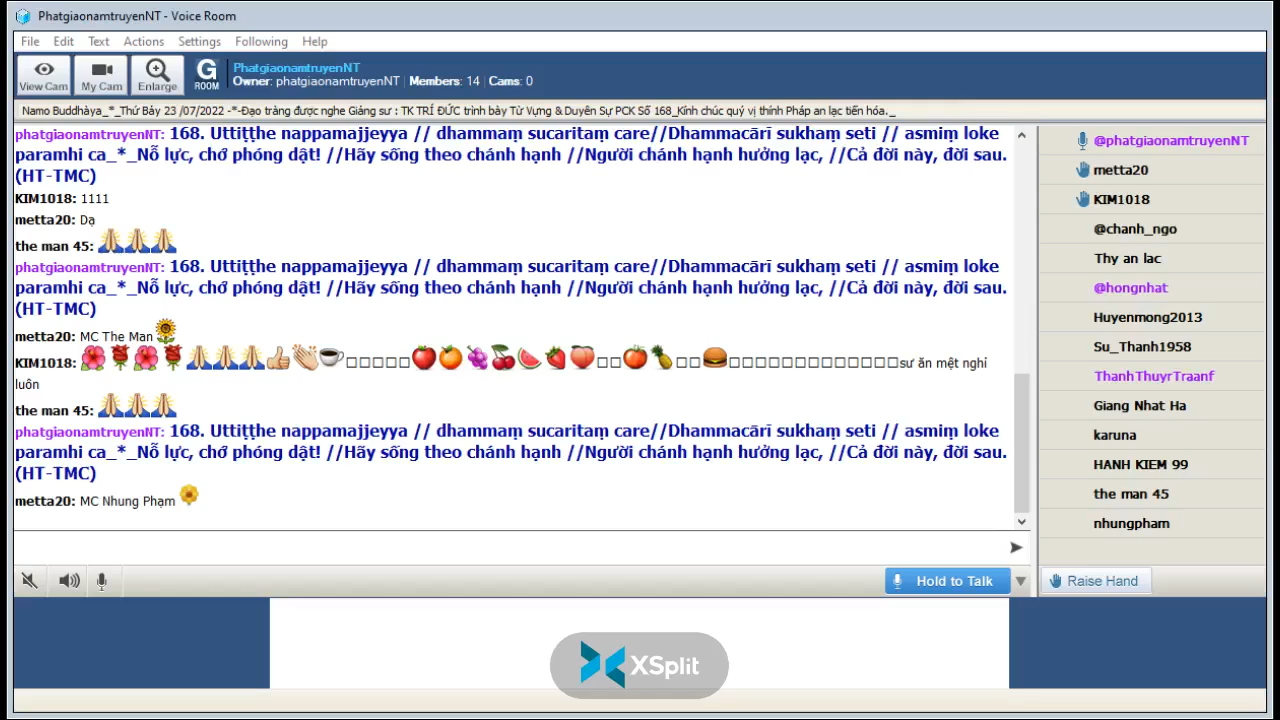 PhatgiaonamtruyenNT - Voice Room
File Edit Text Actions Settings Following Help
View Cam My Cam Enlarge G ROOM PhatgiaonamtruyenNT
Owner: phatgiaonamtruyenNT | Members: 14 | Cams: 0
Namo Buddhàya_*_Thứ Bảy 23 /07/2022 -*-Đạo tràng được nghe Giảng sư : TK TRÍ ĐỨC trình bày Từ Vựng & Duyên Sự PCK Số 168_Kính chúc quý vị thính Pháp an lạc tiến hóa._
phatgiaonamtruyenNT: 168. Uttiṭṭhe nappamajjeyya // dhammaṃ sucaritaṃ care//Dhammacārī sukhaṃ seti // asmiṃ loke
paramhi ca_*_Nỗ lực, chớ phóng dật! //Hãy sống theo chánh hạnh //Người chánh hạnh hưởng lạc, //Cả đời này, đời sau.
(HT-TMC)
KIM1018: 1111
metta20: Dạ
the man 45: 🙏🙏🙏
phatgiaonamtruyenNT: 168. Uttiṭṭhe nappamajjeyya // dhammaṃ sucaritaṃ care//Dhammacārī sukhaṃ seti // asmiṃ loke
paramhi ca_*_Nỗ lực, chớ phóng dật! //Hãy sống theo chánh hạnh //Người chánh hạnh hưởng lạc, //Cả đời này, đời sau.
(HT-TMC)
metta20: MC The Man 🌻
KIM1018: 🌺🌹🌺🌹🙏🙏🙏👍👏☕□□□□□🍎🍊🍇🍒🍉🍓🍑□□🍅🍍□□🍔□□□□□□□□□□□□□sư ăn mệt nghỉ
luôn
the man 45: 🙏🙏🙏
phatgiaonamtruyenNT: 168. Uttiṭṭhe nappamajjeyya // dhammaṃ sucaritaṃ care//Dhammacārī sukhaṃ seti // asmiṃ loke
paramhi ca_*_Nỗ lực, chớ phóng dật! //Hãy sống theo chánh hạnh //Người chánh hạnh hưởng lạc, //Cả đời này, đời sau.
(HT-TMC)
metta20: MC Nhung Phạm 🌼
@phatgiaonamtruyenNT
metta20
KIM1018
@chanh_ngo
Thy an lac
@hongnhat
Huyenmong2013
Su_Thanh1958
ThanhThuyrTraanf
Giang Nhat Ha
karuna
HANH KIEM 99
the man 45
nhungpham
Hold to Talk
Raise Hand
XSplit